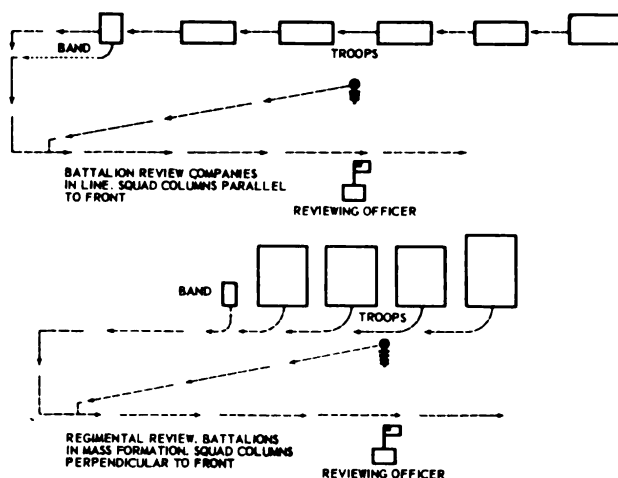 BAND
TROOPS
BATTALION REVIEW COMPANIES
IN LINE. SQUAD COLUMNS PARALLEL
TO FRONT
REVIEWING OFFICER
BAND
TROOPS
REGIMENTAL REVIEW. BATTALIONS
IN MASS FORMATION. SQUAD COLUMNS
PERPENDICULAR TO FRONT
REVIEWING OFFICER